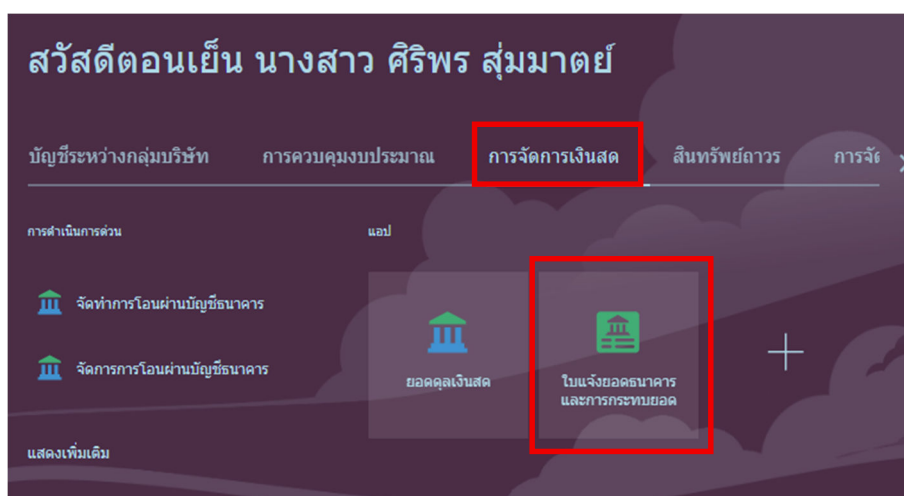 สวัสดีตอนเย็น นางสาว ศิริพร สุ่มมาตย์
บัญชีระหว่างกลุ่มบริษัท การควบคุมงบประมาณ การจัดการเงินสด สินทรัพย์ถาวร การจัด
การดำเนินการด่วน แอป
จัดทำการโอนผ่านบัญชีธนาคาร
จัดการการโอนผ่านบัญชีธนาคาร
ยอดดุลเงินสด ใบแจ้งยอดธนาคาร
และการกระทบยอด
แสดงเพิ่มเติม